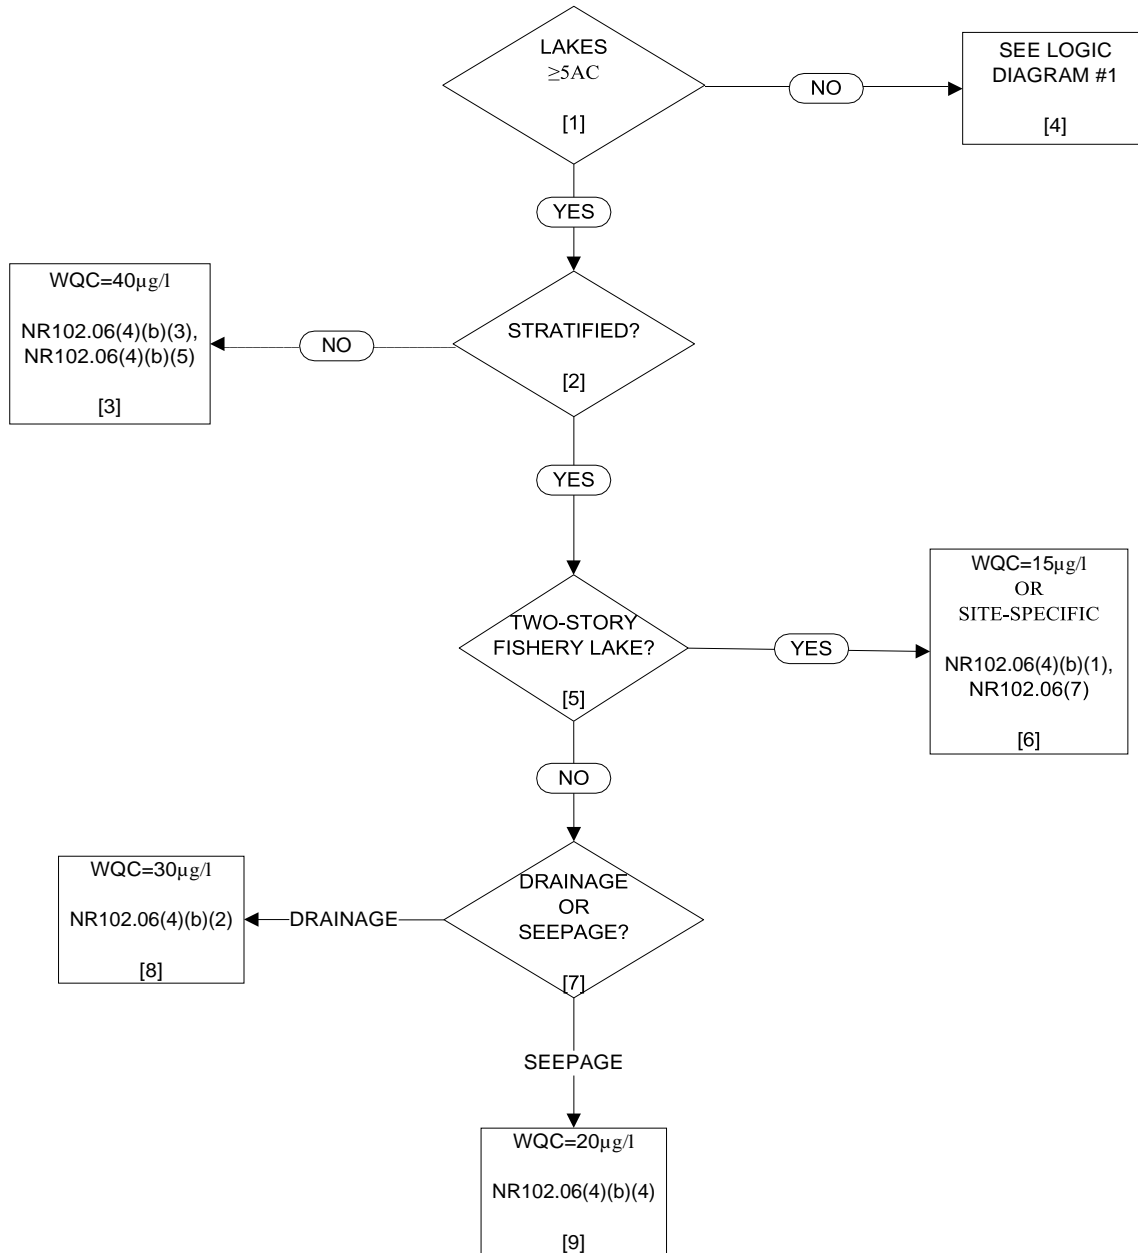 LAKES
≥5AC
[1]
NO
SEE LOGIC
DIAGRAM #1
[4]
YES
STRATIFIED?
[2]
NO
WQC=40µg/l
NR102.06(4)(b)(3),
NR102.06(4)(b)(5)
[3]
YES
TWO-STORY
FISHERY LAKE?
[5]
YES
WQC=15µg/l
OR
SITE-SPECIFIC
NR102.06(4)(b)(1),
NR102.06(7)
[6]
NO
DRAINAGE
OR
SEEPAGE?
[7]
DRAINAGE
WQC=30µg/l
NR102.06(4)(b)(2)
[8]
SEEPAGE
WQC=20µg/l
NR102.06(4)(b)(4)
[9]